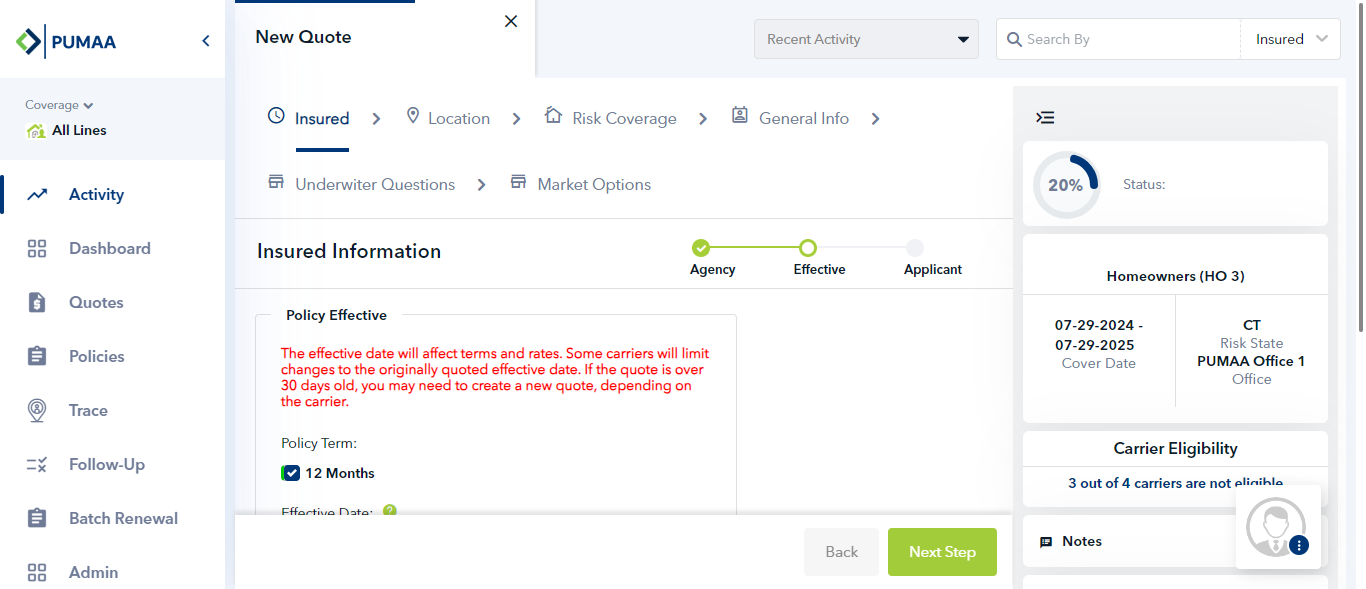 PUMAA
Coverage
All Lines
Activity
Dashboard
Quotes
Policies
Trace
Follow-Up
Batch Renewal
Admin
New Quote
Recent Activity
Search By
Insured
Insured
Location
Risk Coverage
General Info
Underwiter Questions
Market Options
Insured Information
Agency
Effective
Applicant
Policy Effective
The effective date will affect terms and rates. Some carriers will limit
changes to the originally quoted effective date. If the quote is over
30 days old, you may need to create a new quote, depending on
the carrier.
Policy Term:
12 Months
Effective Date:
?
Back
Next Step
20%
Status:
Homeowners (HO 3)
07-29-2024 -
07-29-2025
Cover Date
CT
Risk State
PUMAA Office 1
Office
Carrier Eligibility
3 out of 4 carriers are not eligible
Notes